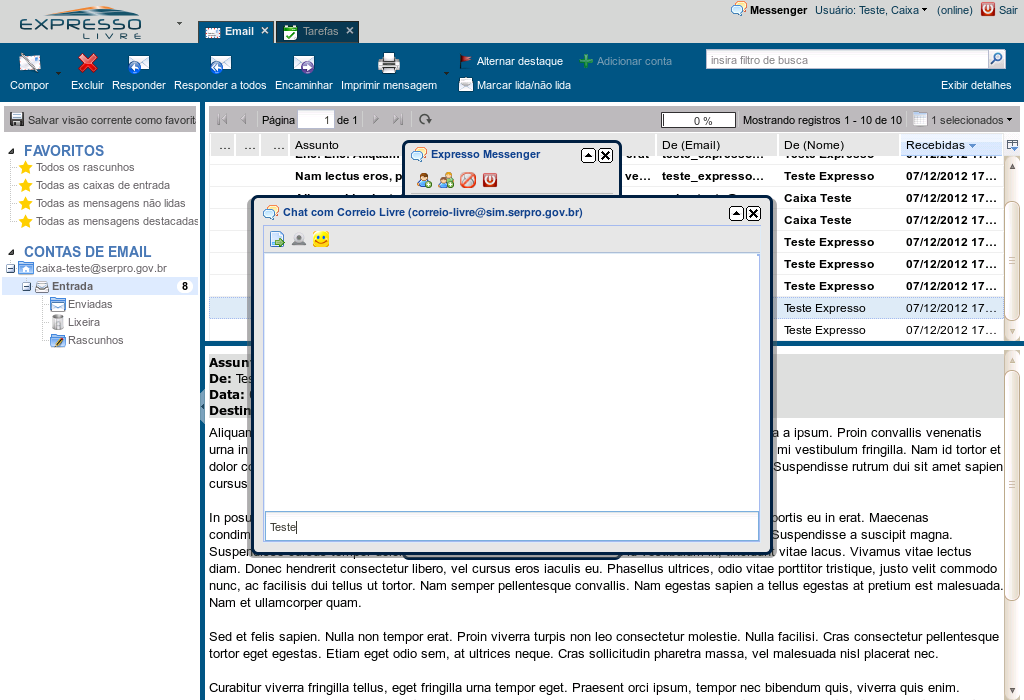 EXPRESSO
LIVRE
Email
Tarefas
Messenger
Usuário: Teste, Caixa
(online)
Sair
Compor
Excluir
Responder
Responder a todos
Encaminhar
Imprimir mensagem
Alternar destaque
Adicionar conta
Marcar lida/não lida
insira filtro de busca
Exibir detalhes
Salvar visão corrente como favorit
FAVORITOS
Todos os rascunhos
Todas as caixas de entrada
Todas as mensagens não lidas
Todas as mensagens destacadas
CONTAS DE EMAIL
caixa-teste@serpro.gov.br
Entrada 8
Enviadas
Lixeira
Rascunhos
Página 1 de 1
0 %
Mostrando registros 1 - 10 de 10
1 selecionados
... ... ... Assunto De (Email) De (Nome) Recebidas
Nam lectus eros, p ve... teste_expresso... Teste Expresso 07/12/2012 17...
Caixa Teste 07/12/2012 17...
Caixa Teste 07/12/2012 17...
Teste Expresso 07/12/2012 17...
Teste Expresso 07/12/2012 17...
Teste Expresso 07/12/2012 17...
Teste Expresso 07/12/2012 17...
Teste Expresso 07/12/2012 17...
Expresso Messenger
Chat com Correio Livre (correio-livre@sim.serpro.gov.br)
Teste
Assun
De: Tes
Data:
Destin
Aliquam a a ipsum. Proin convallis venenatis
urna in mi vestibulum fringilla. Nam id tortor et
dolor co Suspendisse rutrum dui sit amet sapien
cursus
In posu portis eu in erat. Maecenas
condim Suspendisse a suscipit magna.
vitae lacus. Vivamus vitae lectus
diam. Donec hendrerit consectetur libero, vel cursus eros iaculis eu. Phasellus ultrices, odio vitae porttitor tristique, justo velit commodo
nunc, ac facilisis dui tellus ut tortor. Nam semper pellentesque convallis. Nam egestas sapien a tellus egestas at pretium est malesuada.
Nam et ullamcorper quam.
Sed et felis sapien. Nulla non tempor erat. Proin viverra turpis non leo consectetur molestie. Nulla facilisi. Cras consectetur pellentesque
tortor eget egestas. Etiam eget odio sem, at ultrices neque. Cras sollicitudin pharetra massa, vel malesuada nisl placerat nec.
Curabitur viverra fringilla tellus, eget fringilla urna tempor eget. Praesent orci ipsum, tempor nec bibendum quis, viverra quis enim.